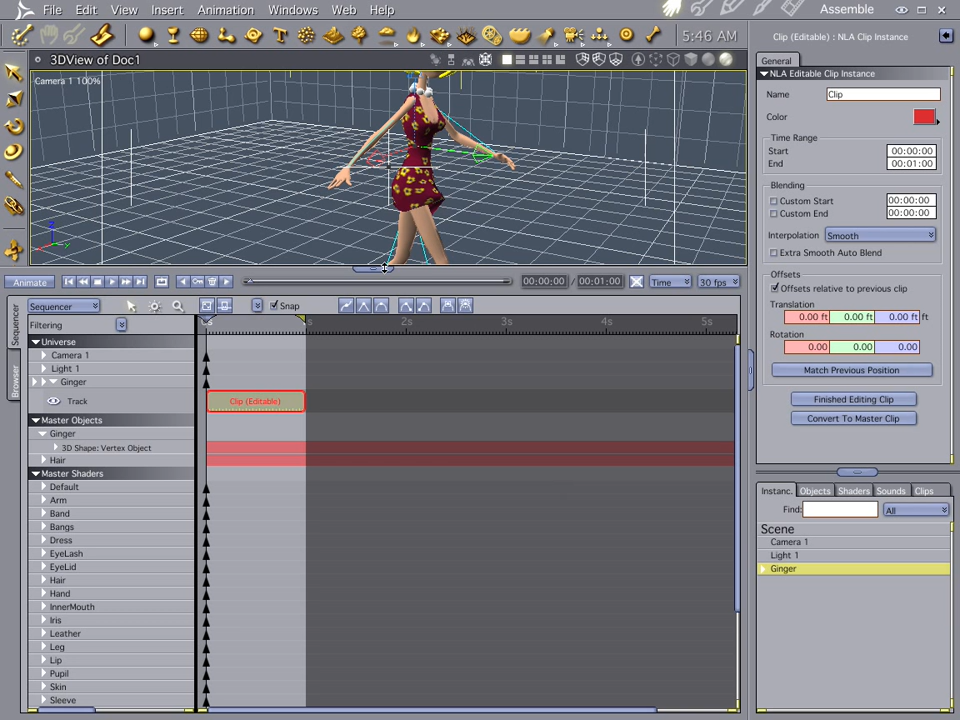 File Edit View Insert Animation Windows Web Help Assemble
5:46 AM
3DView of Doc1
Camera 1 100%
Z
y
Animate
00:00:00 / 00:01:00
Time
30 fps
Sequencer
Browser
Sequencer
Snap
Filtering
2s 3s 4s 5s
Universe
Camera 1
Light 1
Ginger
Track
Clip (Editable)
Master Objects
Ginger
3D Shape: Vertex Object
Hair
Master Shaders
Default
Arm
Band
Bangs
Dress
EyeLash
EyeLid
Hair
Hand
InnerMouth
Iris
Leather
Leg
Lip
Pupil
Skin
Sleeve
Clip (Editable) : NLA Clip Instance
General
NLA Editable Clip Instance
Name Clip
Color
Time Range
Start 00:00:00
End 00:01:00
Blending
Custom Start 00:00:00
Custom End 00:00:00
Interpolation Smooth
Extra Smooth Auto Blend
Offsets
Offsets relative to previous clip
Translation
0.00 ft 0.00 ft 0.00 ft ft
Rotation
0.00 0.00 0.00
Match Previous Position
Finished Editing Clip
Convert To Master Clip
Instanc. Objects Shaders Sounds Clips
Find: All
Scene
Camera 1
Light 1
Ginger